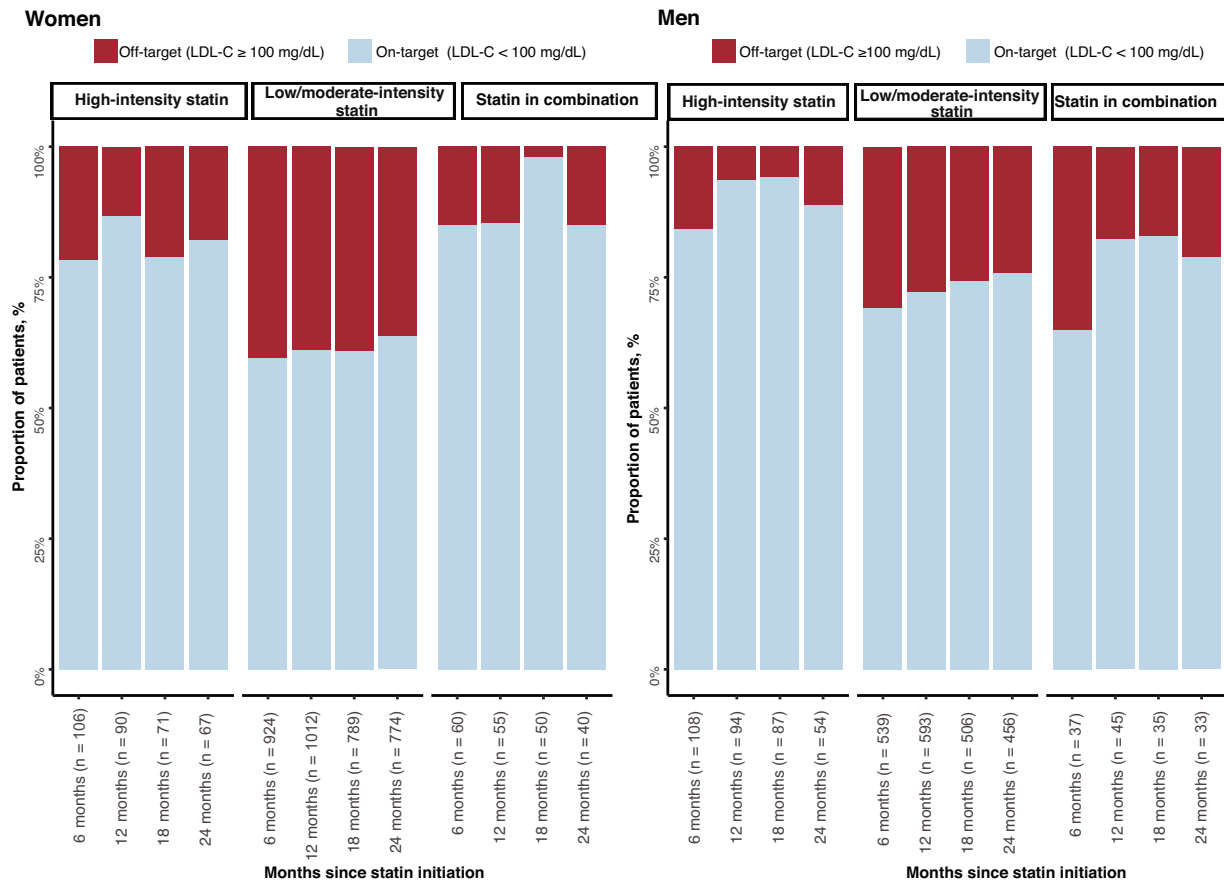 Women
Off-target (LDL-C ≥ 100 mg/dL)
On-target (LDL-C < 100 mg/dL)
High-intensity statin
Low/moderate-intensity
statin
Statin in combination
Proportion of patients, %
100%
75%
50%
25%
0%
6 months (n = 106)
12 months (n = 90)
18 months (n = 71)
24 months (n = 67)
6 months (n = 924)
12 months (n = 1012)
18 months (n = 789)
24 months (n = 774)
6 months (n = 60)
12 months (n = 55)
18 months (n = 50)
24 months (n = 40)
Months since statin initiation
Men
Off-target (LDL-C ≥100 mg/dL)
On-target (LDL-C < 100 mg/dL)
High-intensity statin
Low/moderate-intensity
statin
Statin in combination
Proportion of patients, %
100%
75%
50%
25%
0%
6 months (n = 108)
12 months (n = 94)
18 months (n = 87)
24 months (n = 54)
6 months (n = 539)
12 months (n = 593)
18 months (n = 506)
24 months (n = 456)
6 months (n = 37)
12 months (n = 45)
18 months (n = 35)
24 months (n = 33)
Months since statin initiation